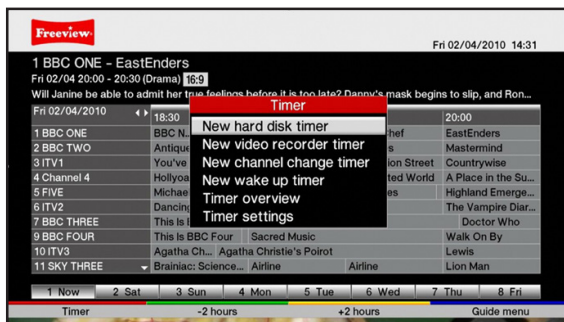 Freeview
Fri 02/04/2010 14:31
1 BBC ONE - EastEnders
Fri 02/04 20:00 - 20:30 (Drama) 16:9
Will Janine be able to admit her true feelings before it is too late? Danny's mask begins to slip, and Ron...
Timer
New hard disk timer
New video recorder timer
New channel change timer
New wake up timer
Timer overview
Timer settings
Fri 02/04/2010 18:30 20:00
1 BBC ONE BBC N... EastEnders
2 BBC TWO Antique Mastermind
3 ITV1 You've ion Street Countrywise
4 Channel 4 Hollyoa ted World A Place in the Su...
5 FIVE Michae es Highland Emerge...
6 ITV2 Dancing The Vampire Diar...
7 BBC THREE This Is Doctor Who
9 BBC FOUR This Is BBC Four Sacred Music Walk On By
10 ITV3 Agatha Ch... Agatha Christie's Poirot Lewis
11 SKY THREE Brainiac: Science... Airline Airline Lion Man
1 Now 2 Sat 3 Sun 4 Mon 5 Tue 6 Wed 7 Thu 8 Fri
Timer -2 hours +2 hours Guide menu